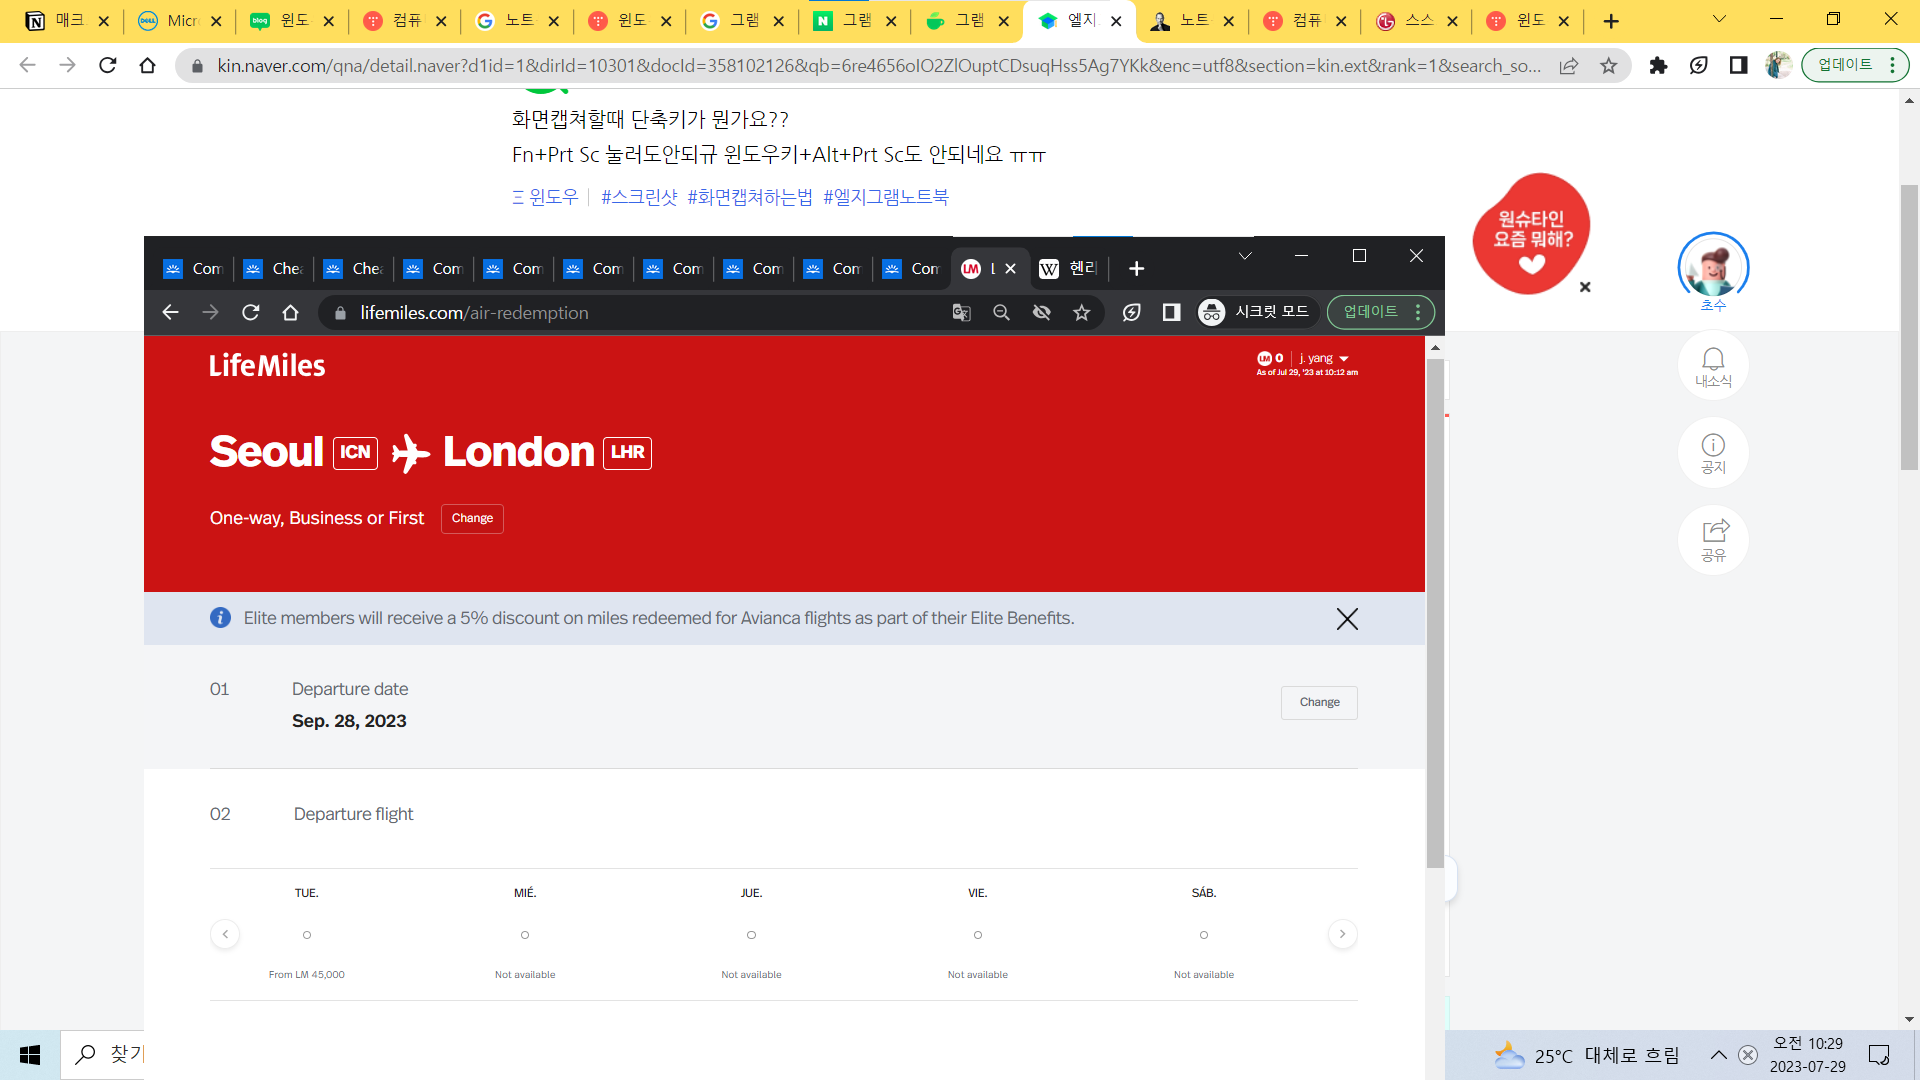 매크
Micr
윈도
컴퓨
노트
윈도
그램
그램
그램
엘지
노트
컴퓨
스스
윈도
kin.naver.com/qna/detail.naver?d1id=1&dirId=10301&docId=358102126&qb=6re4656oIO2ZlOuptCDsuqHss5Ag7YKk&enc=utf8&section=kin.ext&rank=1&search_so...
업데이트
화면캡쳐할때 단축키가 뭔가요??
Fn+Prt Sc 눌러도안되규 윈도우키+Alt+Prt Sc도 안되네요 ㅠㅠ
윈도우 #스크린샷 #화면캡쳐하는법 #엘지그램노트북
원슈타인
요즘 뭐해?
초수
내소식
공지
공유
Com
Chea
Chea
Com
Com
Com
Com
Com
Com
Com
LM L
W 헨리
lifemiles.com/air-redemption
시크릿 모드
업데이트
LifeMiles
LM 0 j. yang
As of Jul 29, '23 at 10:12 am
Seoul ICN London LHR
One-way, Business or First Change
Elite members will receive a 5% discount on miles redeemed for Avianca flights as part of their Elite Benefits.
01 Departure date
Sep. 28, 2023
Change
02 Departure flight
TUE. MIÉ. JUE. VIE. SÁB.
From LM 45,000 Not available Not available Not available Not available
찾기
25°C 대체로 흐림
오전 10:29
2023-07-29